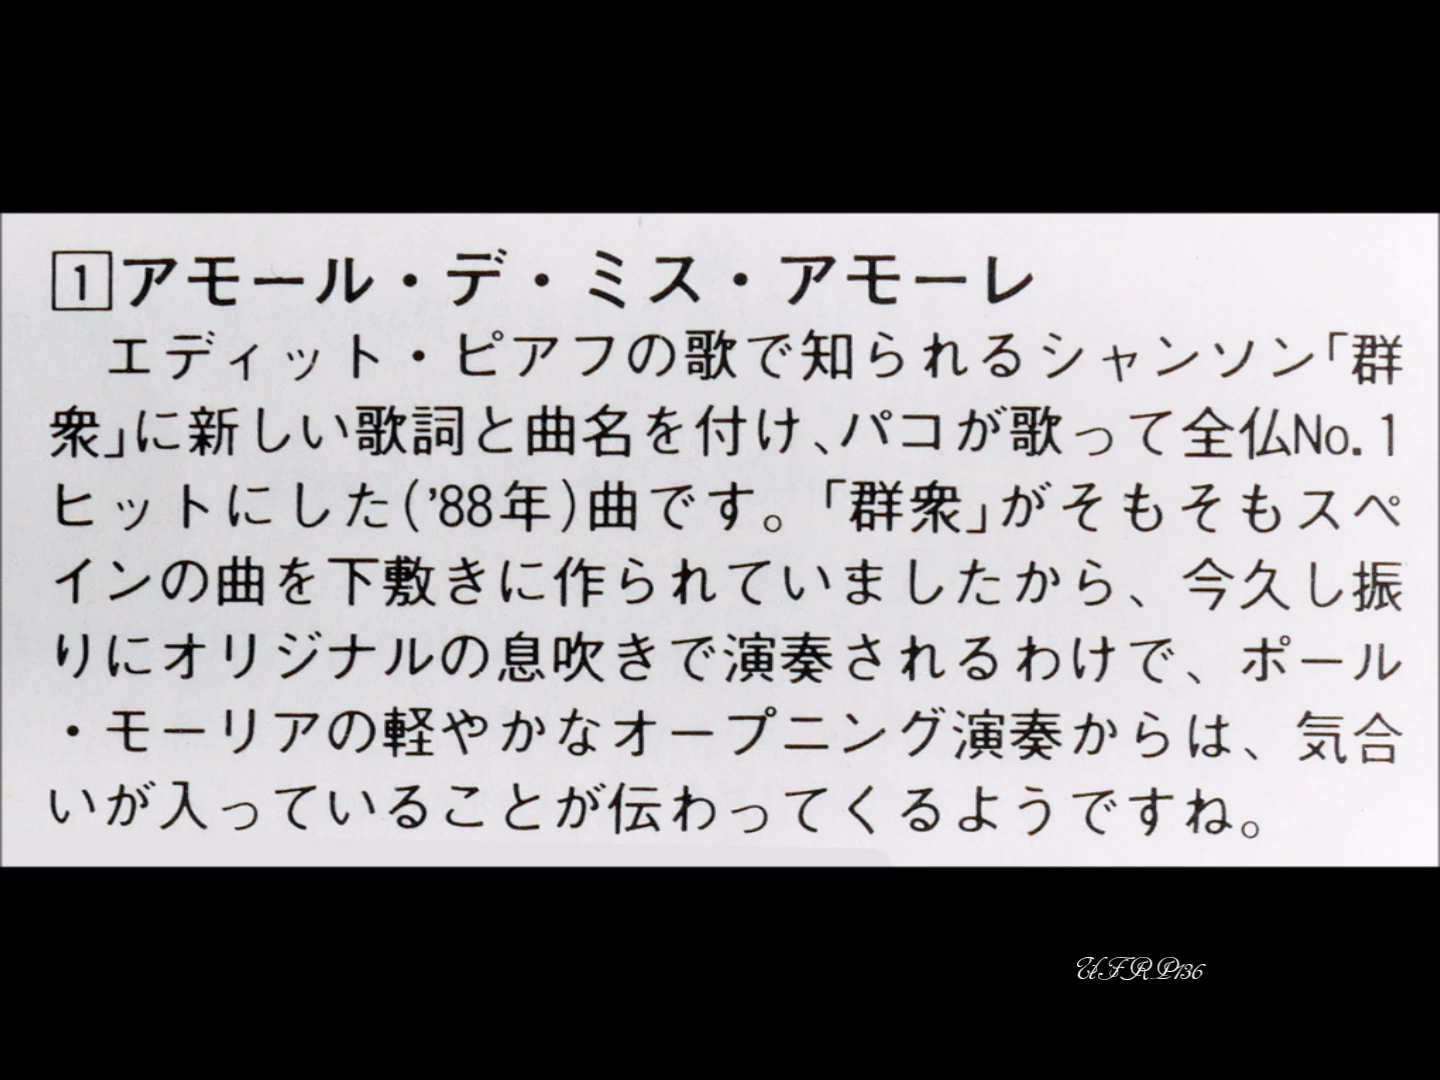 1 アモール・デ・ミス・アモーレ
エディット・ピアフの歌で知られるシャンソン「群
衆」に新しい歌詞と曲名を付け、パコが歌って全仏No.1
ヒットにした('88年)曲です。「群衆」がそもそもスペ
インの曲を下敷きに作られていましたから、今久し振
りにオリジナルの息吹きで演奏されるわけで、ポール
・モーリアの軽やかなオープニング演奏からは、気合
いが入っていることが伝わってくるようですね。
UFRP136